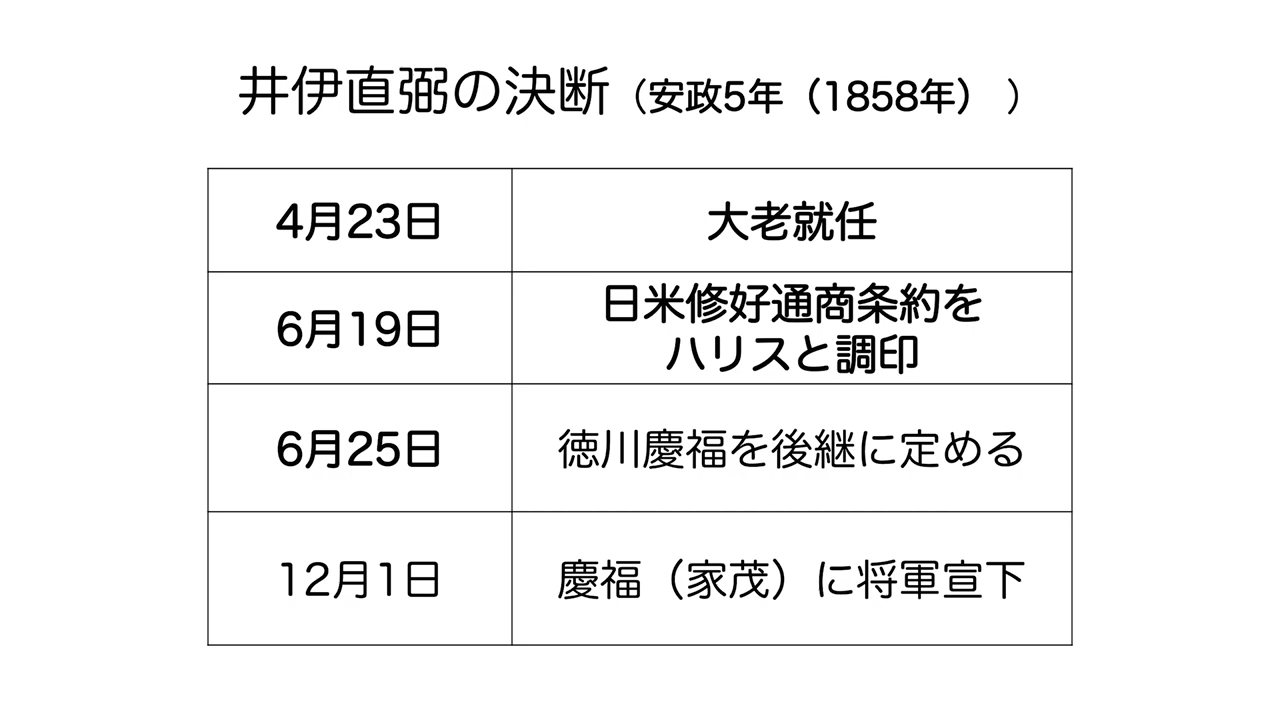 井伊直弼の決断（安政5年（1858年） ）
4月23日
大老就任
6月19日
日米修好通商条約を
ハリスと調印
6月25日
徳川慶福を後継に定める
12月1日
慶福（家茂）に将軍宣下